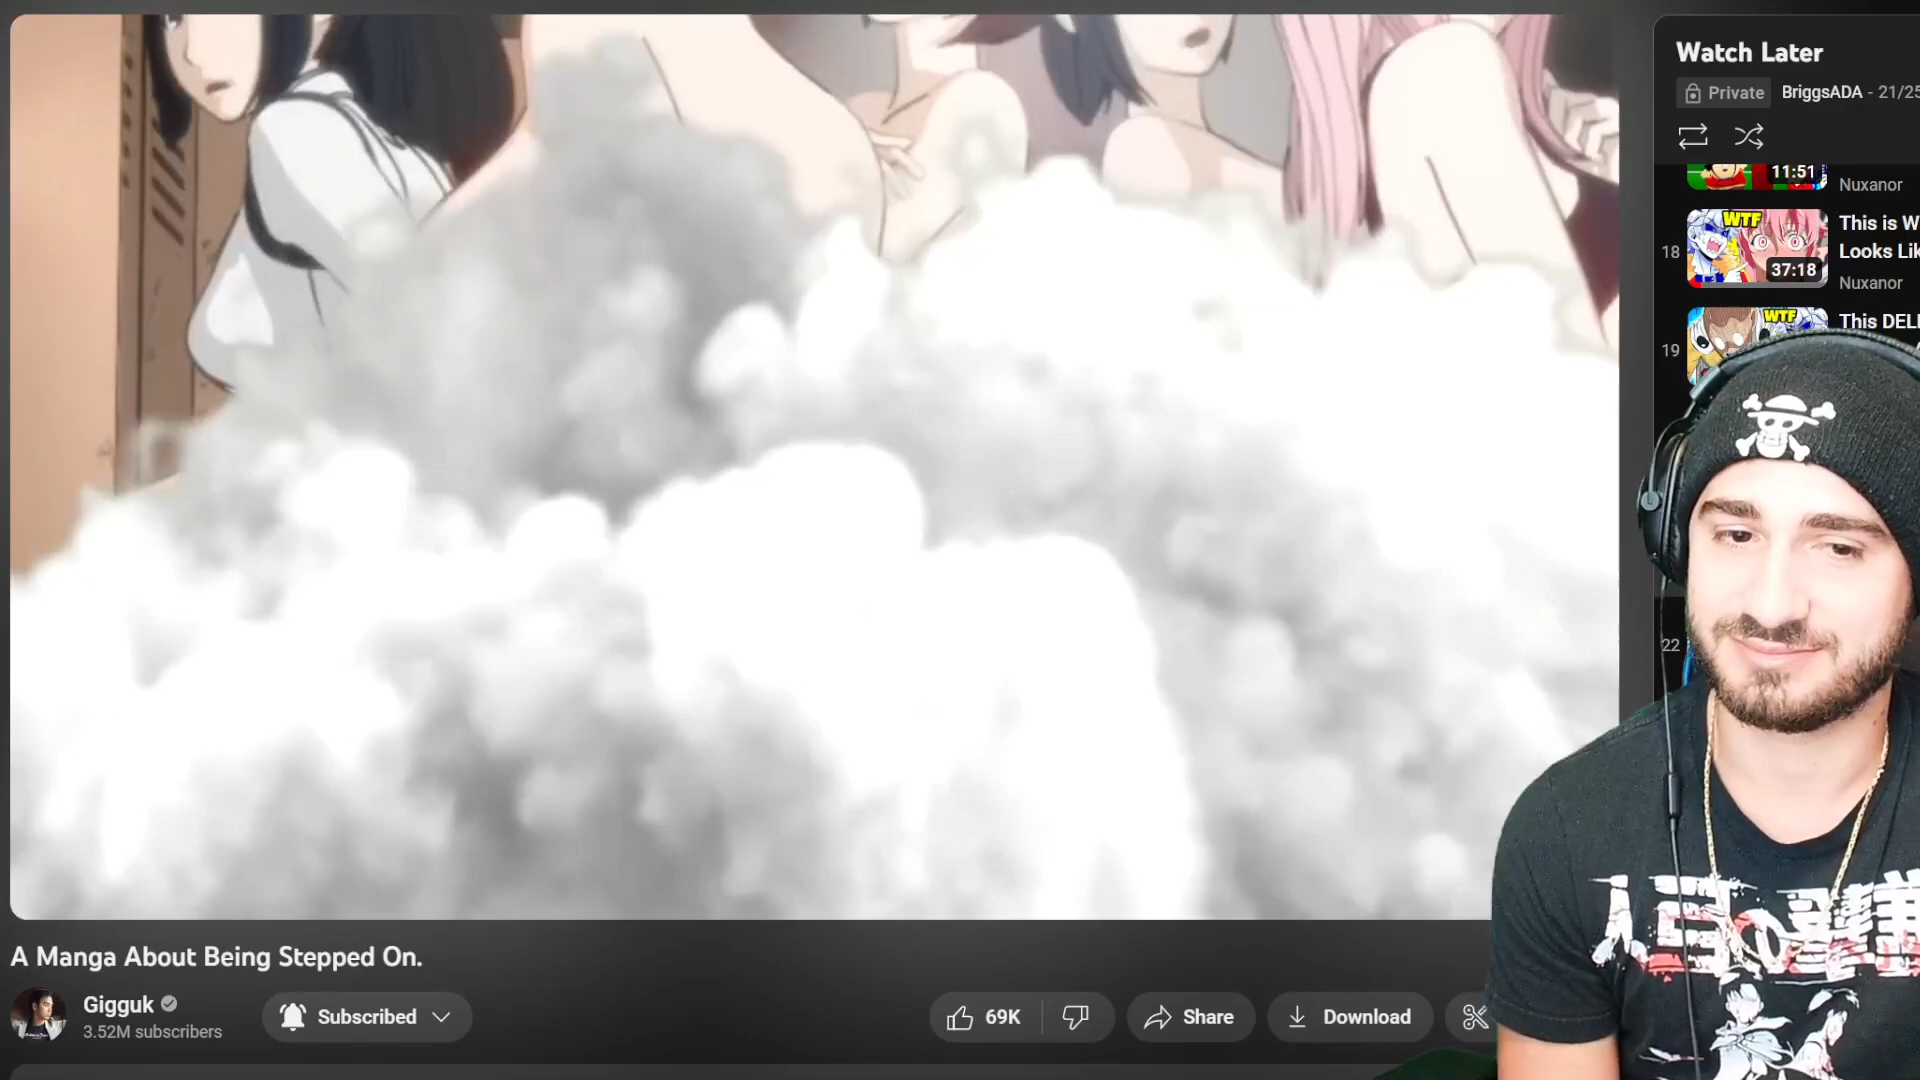 Watch Later
Private BriggsADA - 21/25
11:51
Nuxanor
18
WTF
37:18
This is W
Looks Lik
Nuxanor
19
WTF
This DEL
22
A Manga About Being Stepped On.
Gigguk
3.52M subscribers
Subscribed
69K
Share
Download